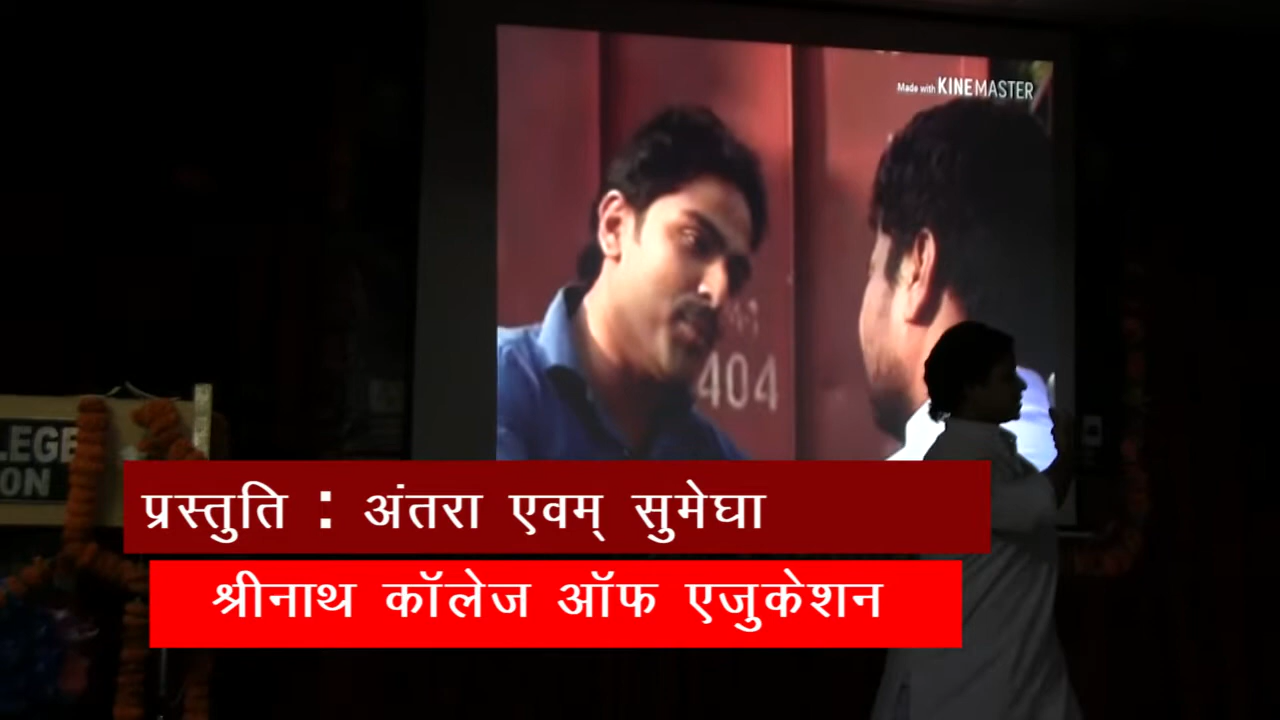 Made with KINEMASTER
404
LEGE
ON
प्रस्तुति : अंतरा एवम् सुमेघा
श्रीनाथ कॉलेज ऑफ एजुकेशन